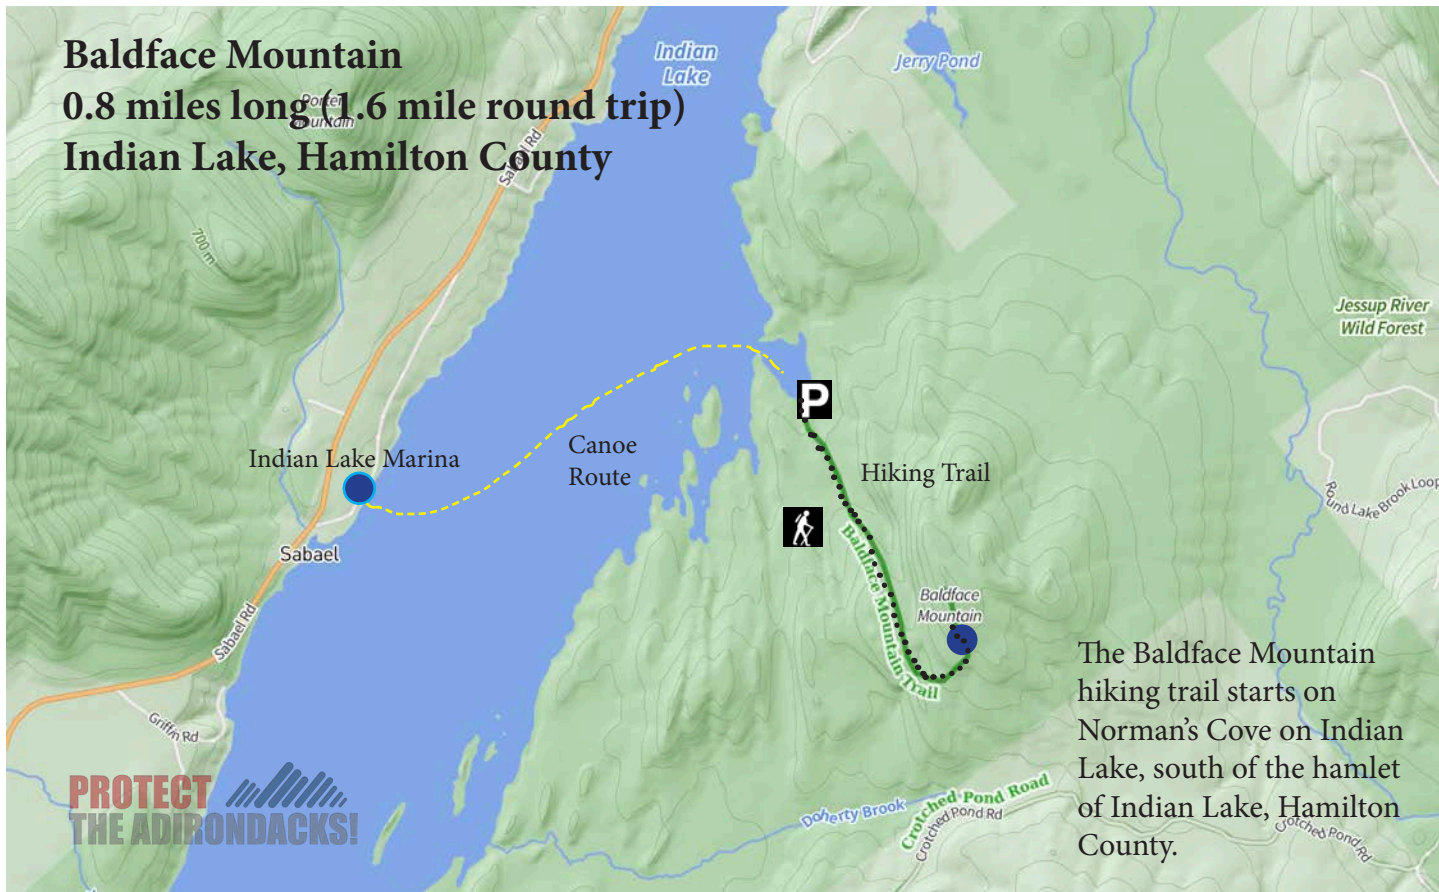 Baldface Mountain
0.8 miles long (1.6 mile round trip)
Indian Lake, Hamilton County
Porter
Mountain
Indian
Lake
Jerry Pond
Sabael Rd
700 m
Jessup River
Wild Forest
P
Canoe
Route
Indian Lake Marina
Hiking Trail
Round Lake Brook Loop
Sabael
Baldface Mountain Trail
Baldface
Mountain
Sabael Rd
Griffin Rd
The Baldface Mountain
hiking trail starts on
Norman’s Cove on Indian
Lake, south of the hamlet
of Indian Lake, Hamilton
County.
PROTECT
THE ADIRONDACKS!
Doherty Brook
Crotched Pond Road
Crotched Pond Rd
Crotched Pond Rd